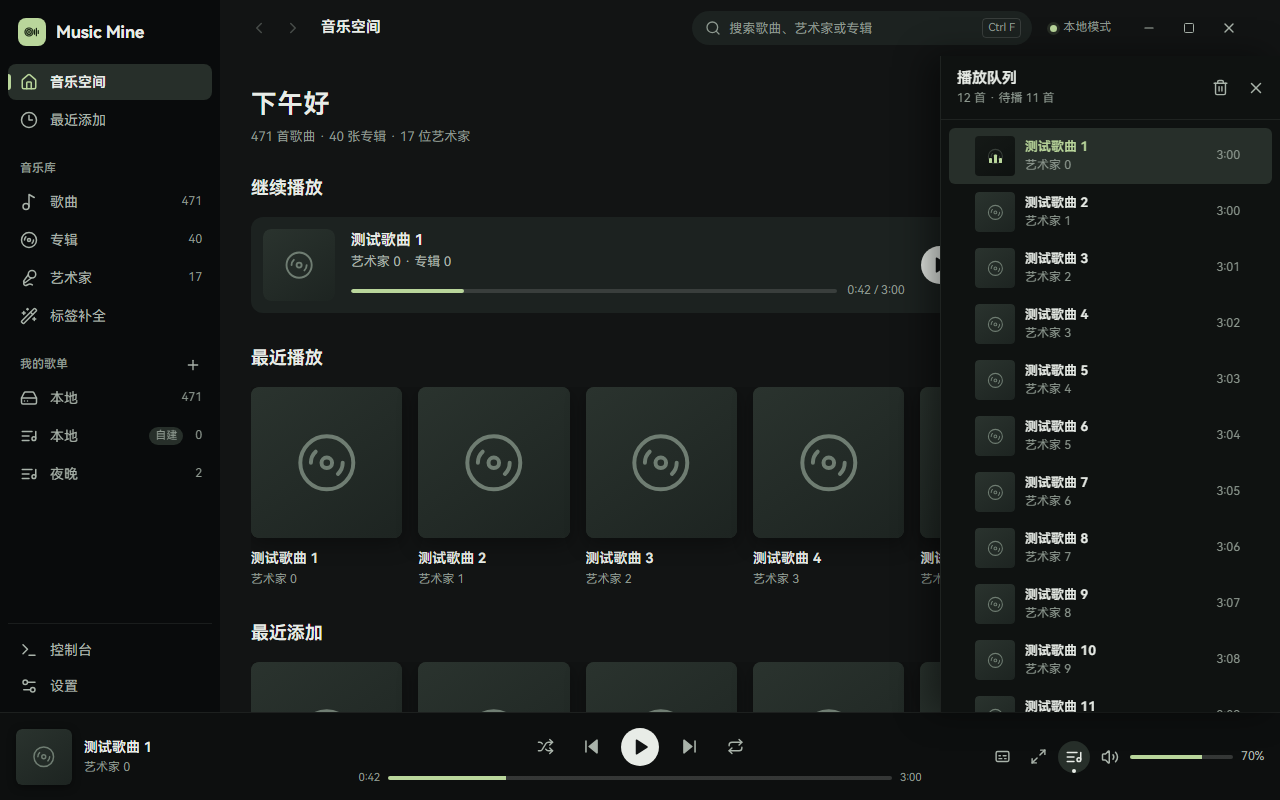 Music Mine
音乐空间
最近添加
音乐库
歌曲 471
专辑 40
艺术家 17
标签补全
我的歌单
本地 471
本地 自建 0
夜晚 2
控制台
设置
音乐空间
搜索歌曲、艺术家或专辑 Ctrl F
本地模式
下午好
471 首歌曲 · 40 张专辑 · 17 位艺术家
继续播放
测试歌曲 1
艺术家 0 · 专辑 0
0:42 / 3:00
最近播放
测试歌曲 1
艺术家 0
测试歌曲 2
艺术家 1
测试歌曲 3
艺术家 2
测试歌曲 4
艺术家 3
最近添加
播放队列
12 首 · 待播 11 首
测试歌曲 1
艺术家 0
3:00
测试歌曲 2
艺术家 1
3:00
测试歌曲 3
艺术家 2
3:01
测试歌曲 4
艺术家 3
3:02
测试歌曲 5
艺术家 4
3:03
测试歌曲 6
艺术家 5
3:04
测试歌曲 7
艺术家 6
3:05
测试歌曲 8
艺术家 7
3:06
测试歌曲 9
艺术家 8
3:07
测试歌曲 10
艺术家 9
3:08
测试歌曲 11
测试歌曲 1
艺术家 0
0:42
3:00
70%